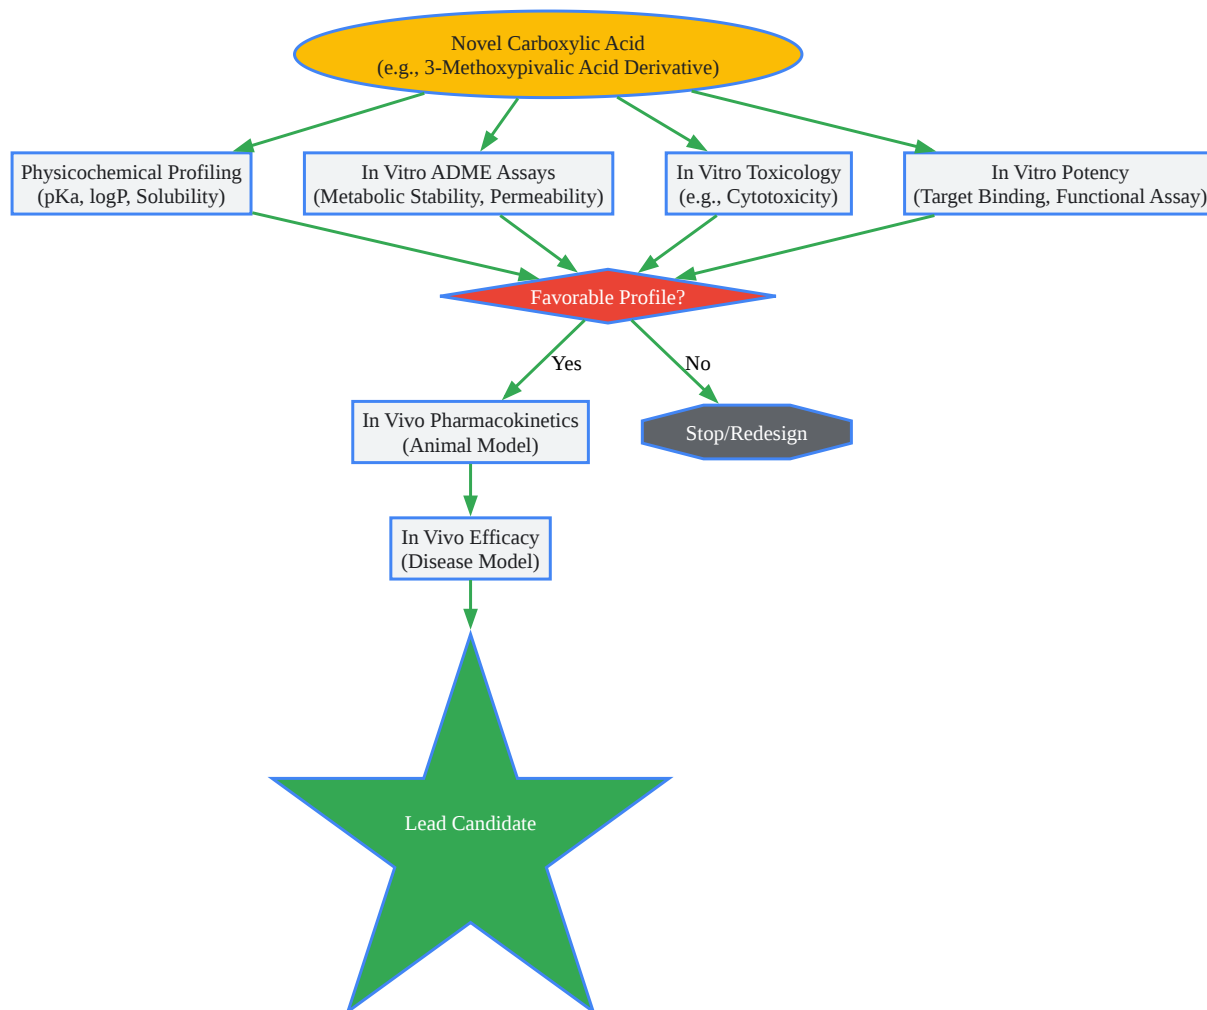 Novel Carboxylic Acid
(e.g., 3-Methoxypivalic Acid Derivative)
Physicochemical Profiling
(pKa, logP, Solubility)
In Vitro ADME Assays
(Metabolic Stability, Permeability)
In Vitro Toxicology
(e.g., Cytotoxicity)
In Vitro Potency
(Target Binding, Functional Assay)
Favorable Profile?
Yes
No
In Vivo Pharmacokinetics
(Animal Model)
Stop/Redesign
In Vivo Efficacy
(Disease Model)
Lead Candidate